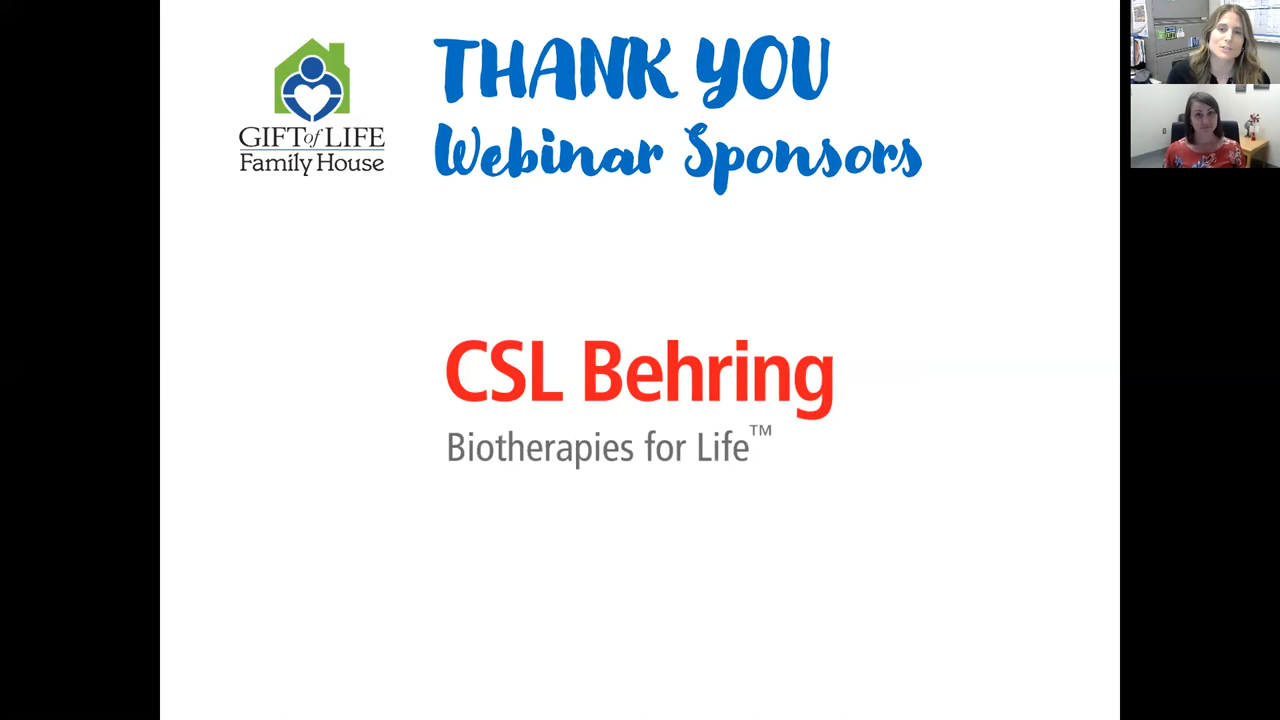 THANK YOU
Webinar Sponsors
GIFT of LIFE
Family House
CSL Behring
Biotherapies for Life™